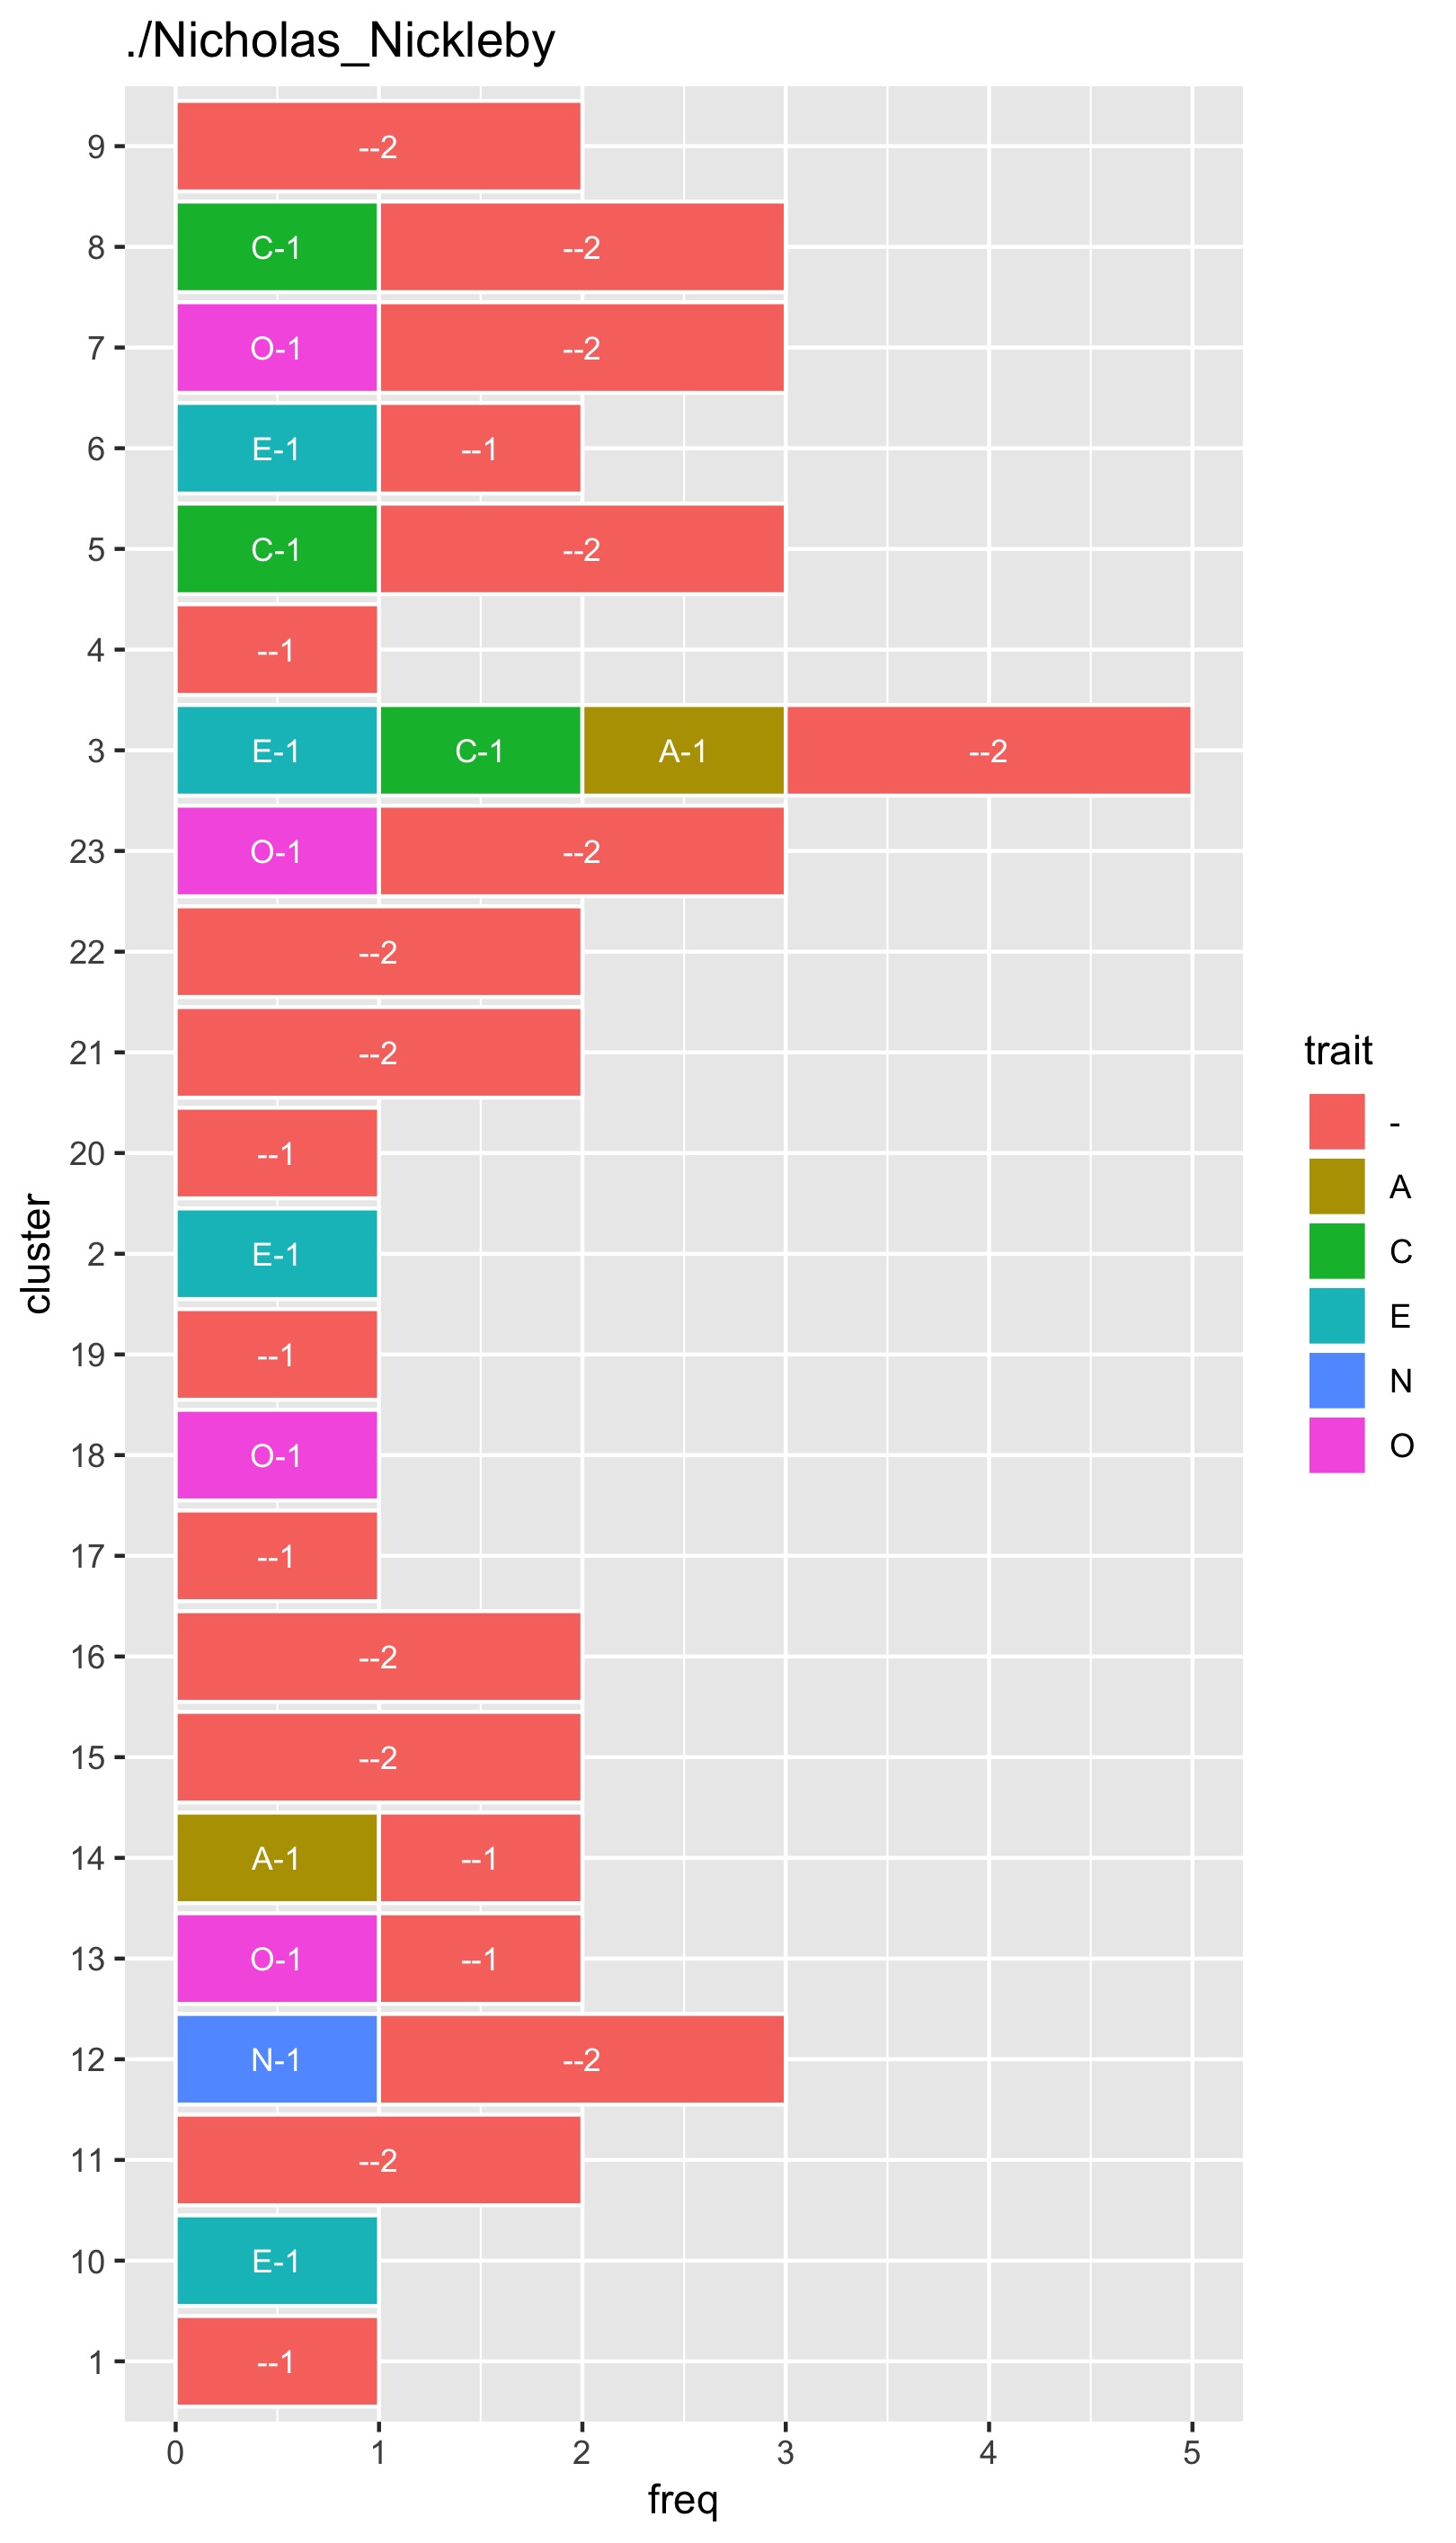 ./Nicholas_Nickleby
9 --2
8 C-1 --2
7 O-1 --2
6 E-1 --1
5 C-1 --2
4 --1
3 E-1 C-1 A-1 --2
23 O-1 --2
22 --2
21 --2
20 --1
2 E-1
19 --1
18 O-1
17 --1
16 --2
15 --2
14 A-1 --1
13 O-1 --1
12 N-1 --2
11 --2
10 E-1
1 --1
0 1 2 3 4 5
freq
cluster
trait
-
A
C
E
N
O